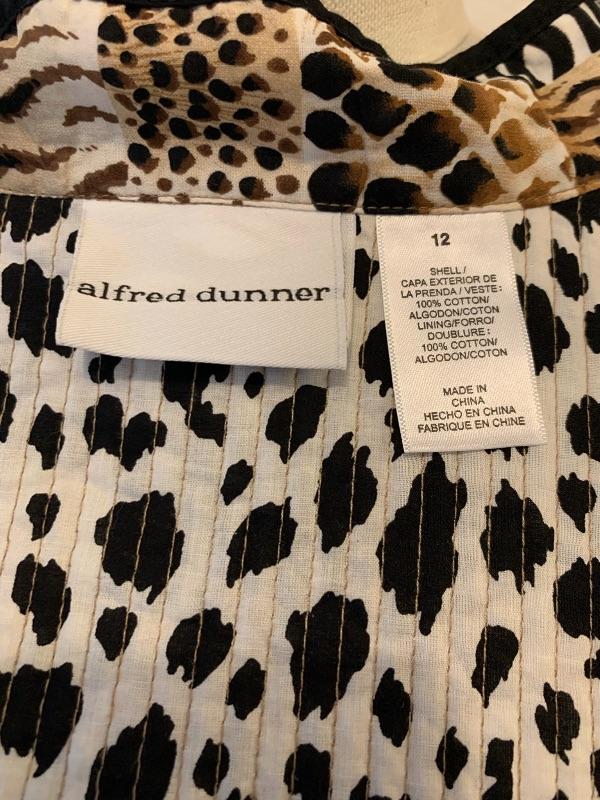 alfred dunner
12
SHELL /
CAPA EXTERIOR DE
LA PRENDA / VESTE:
100% COTTON/
ALGODON/COTON
LINING/FORRO/
DOUBLURE:
100% COTTON/
ALGODON/COTON
MADE IN
CHINA
HECHO EN CHINA
FABRIQUE EN CHINE